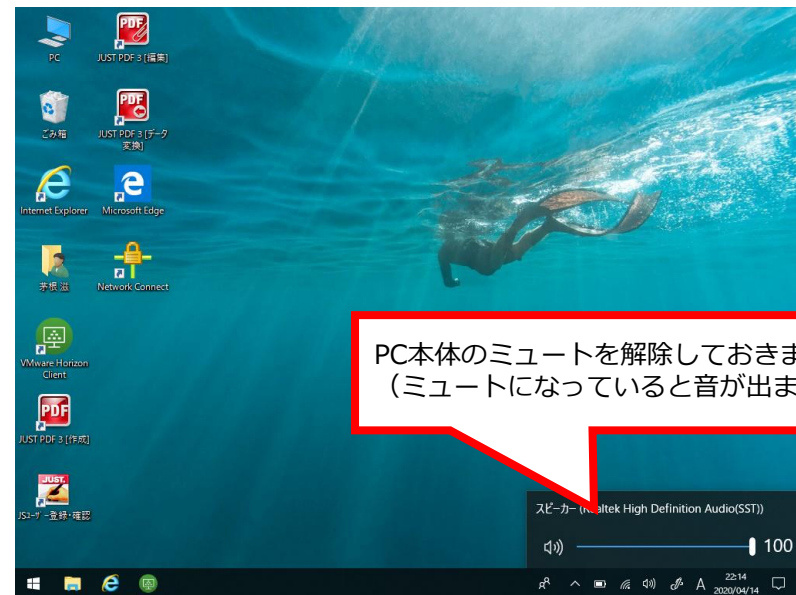 PC
JUST PDF 3 [編集]
ごみ箱
JUST PDF 3 [データ
変換]
Internet Explorer
Microsoft Edge
茅根 滋
Network Connect
VMware Horizon
Client
JUST PDF 3 [作成]
JSユーザー登録・確認
PC本体のミュートを解除しておきま
（ミュートになっていると音が出ま
スピーカー (Realtek High Definition Audio(SST))
100
A
22:14
2020/04/14